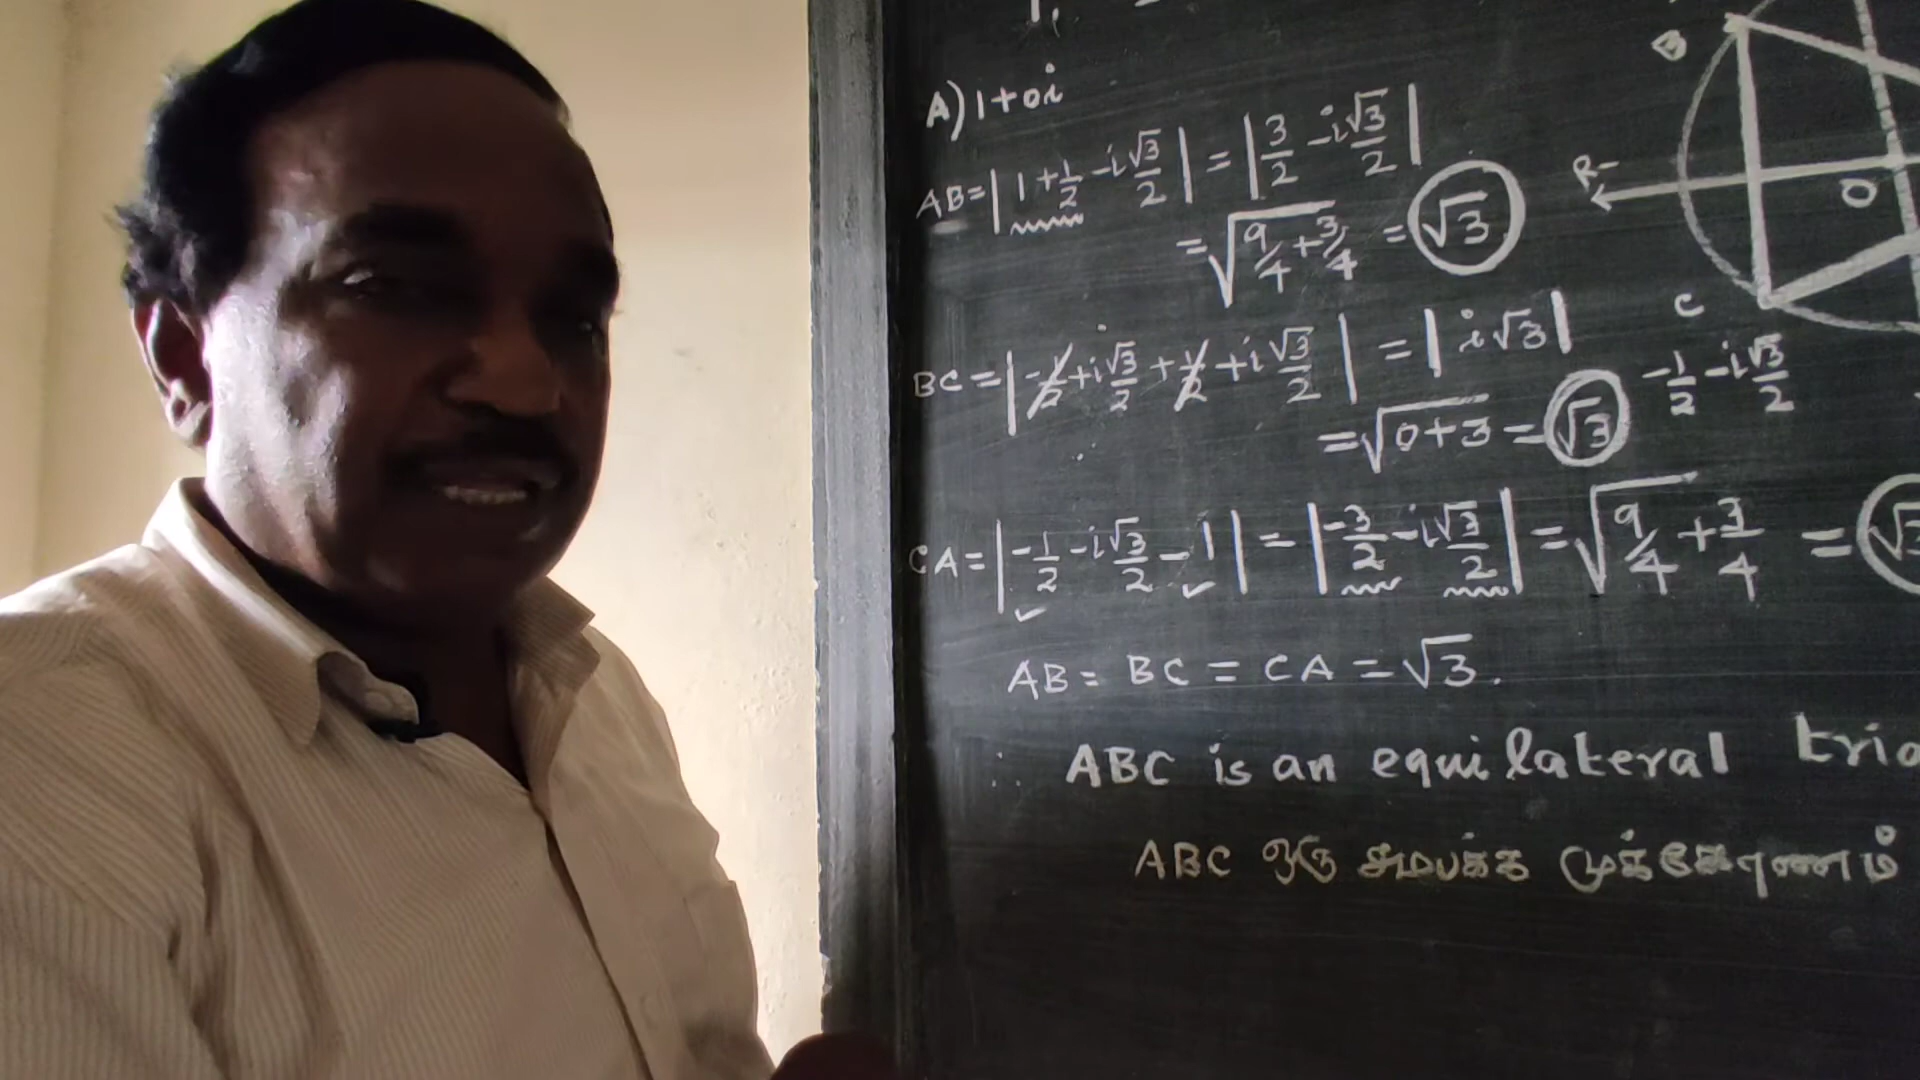 A) 1+0i
AB=|1+1/2-i√3/2|=|3/2-i√3/2|
=√(9/4+3/4)=√3
BC=|-1/2+i√3/2+1/2+i√3/2|=|i√3|
=√(0+3)=√3
CA=|-1/2-i√3/2-1|=|-3/2-i√3/2|=√(9/4+3/4)=√3
AB=BC=CA=√3.
∴ ABC is an equilateral
ABC ஒரு சமபக்க முக்கோணம்
B
R-
O
C
-1/2-i√3/2